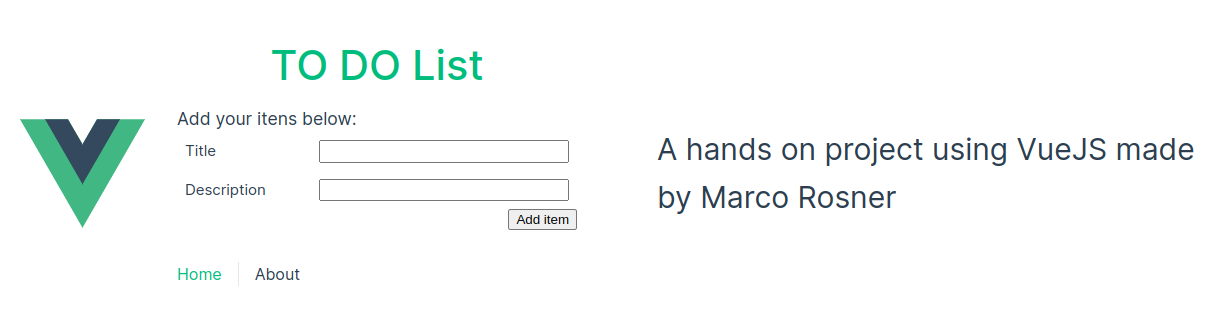 TO DO List
Add your itens below:
Title
Description
Add item
Home
About
A hands on project using VueJS made
by Marco Rosner